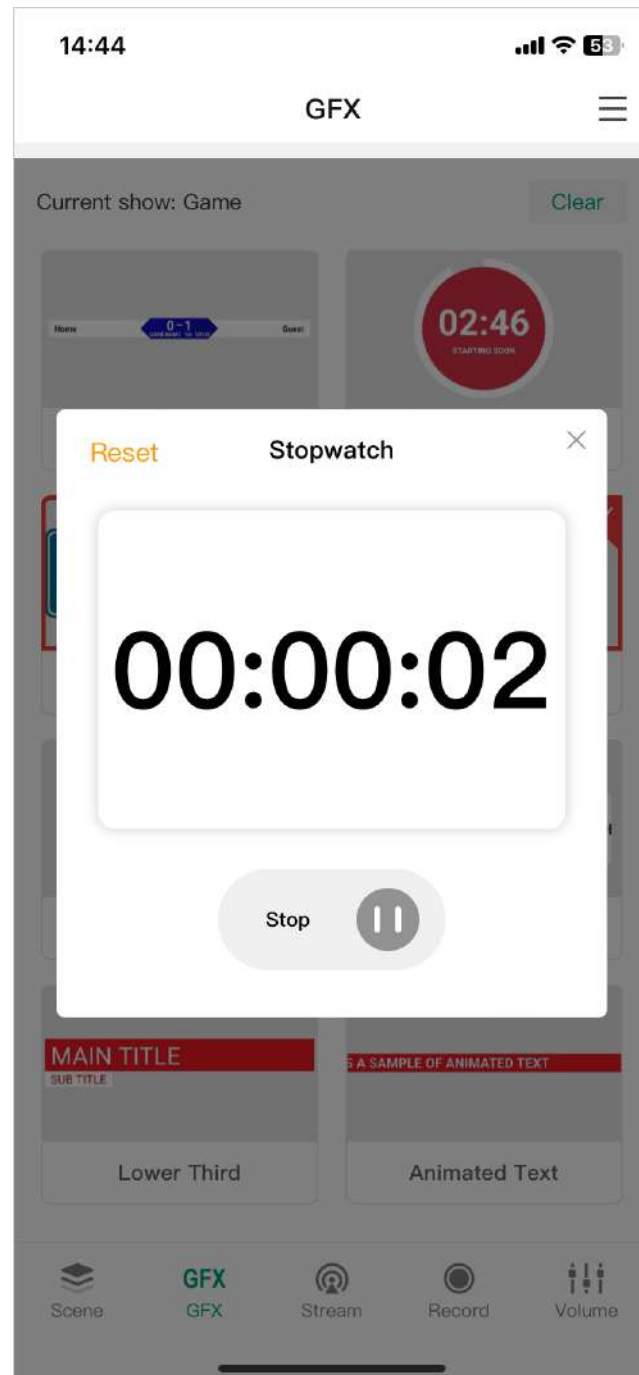 14:44
53
GFX
Current show: Game
Clear
Home
0-1
Guest
02:46
STARTING SOON
Reset
Stopwatch
00:00:02
Stop
MAIN TITLE
SUB TITLE
S A SAMPLE OF ANIMATED TEXT
Lower Third
Animated Text
GFX
Scene
GFX
Stream
Record
Volume